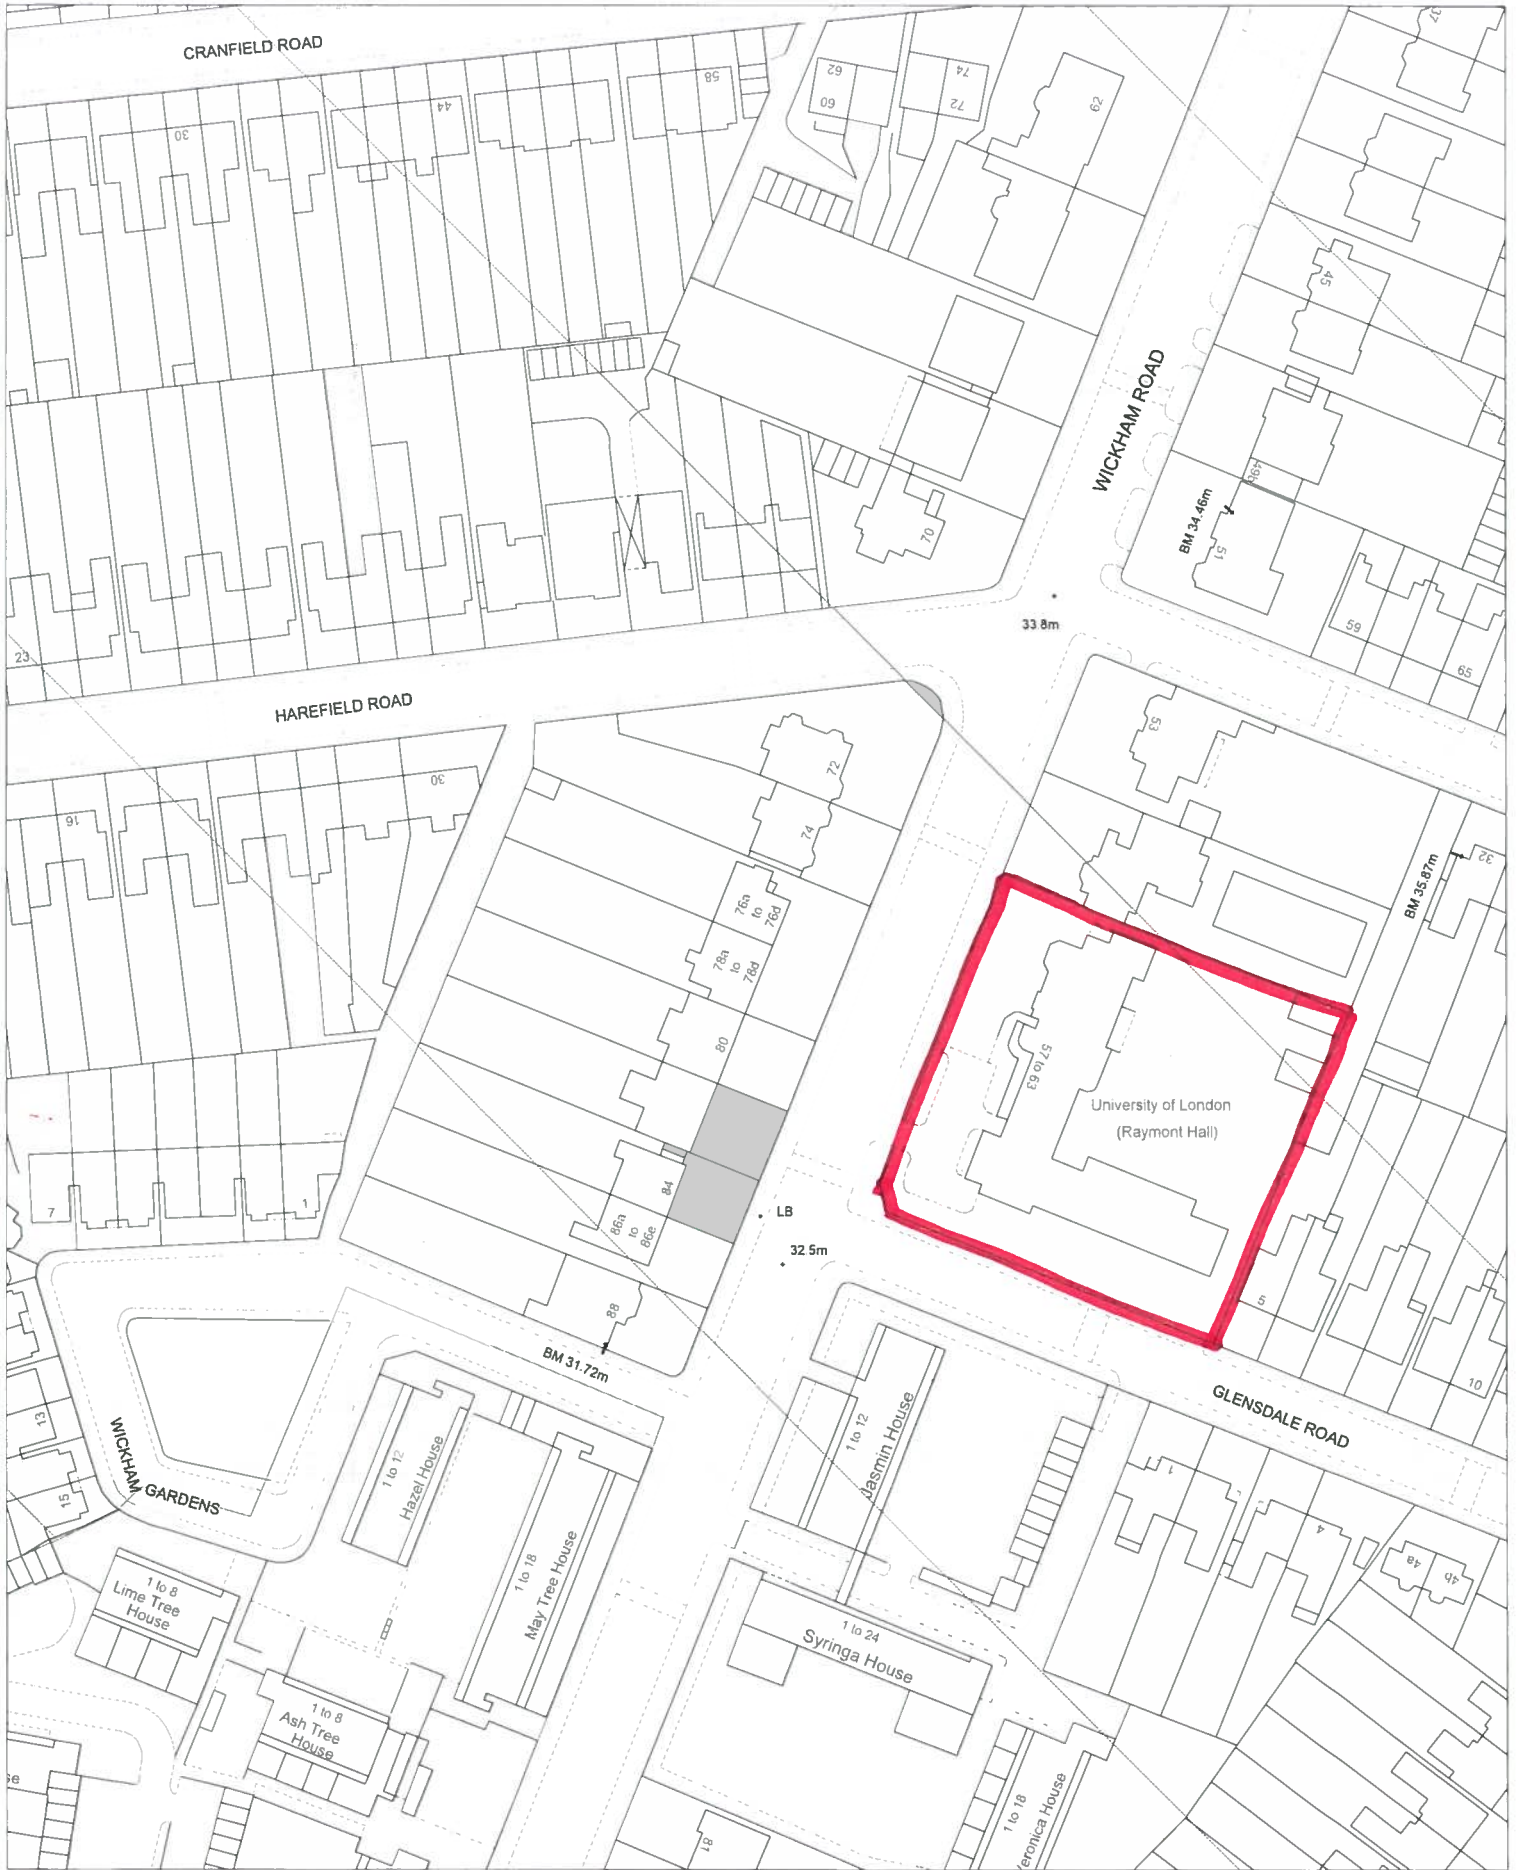 CRANFIELD ROAD
30
44
58
62
60
74
72
62
37
45
WICKHAM ROAD
49b
BM 34.46m
51
70
59
65
33.8m
23
HAREFIELD ROAD
53
72
74
16
30
32
BM 35.87m
76a
to
76d
78a
to
78d
80
57 to 63
University of London
(Raymont Hall)
84
86a
to
86e
LB
32.5m
7
1
88
BM 31.72m
5
10
GLENSDALE ROAD
WICKHAM GARDENS
13
15
1 to 12
Hazel House
1 to 18
May Tree House
1 to 12
Jasmin House
1
4
4a
4b
1 to 8
Lime Tree
House
1 to 24
Syringa House
1 to 8
Ash Tree
House
se
81
1 to 18
eronica House